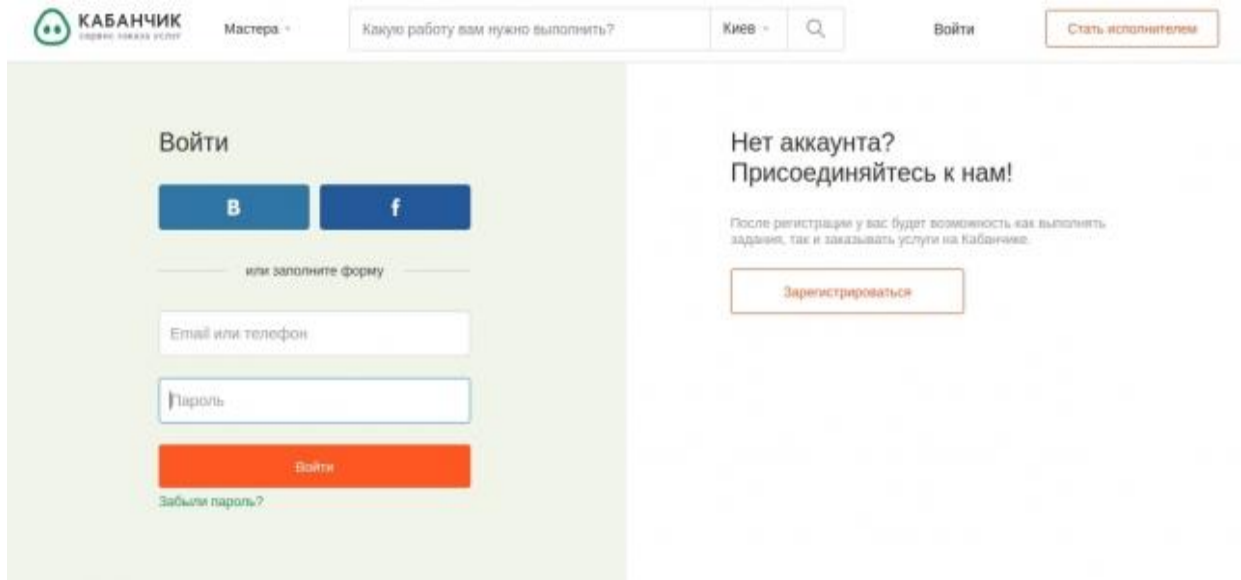 КАБАНЧИК
сервис заказа услуг
Мастера
Какую работу вам нужно выполнить?
Киев
Войти
Стать исполнителем
Войти
В
f
или заполните форму
Email или телефон
Пароль
Войти
Забыли пароль?
Нет аккаунта?
Присоединяйтесь к нам!
После регистрации у вас будет возможность как выполнять
задания, так и заказывать услуги на Кабанчике.
Зарегистрироваться